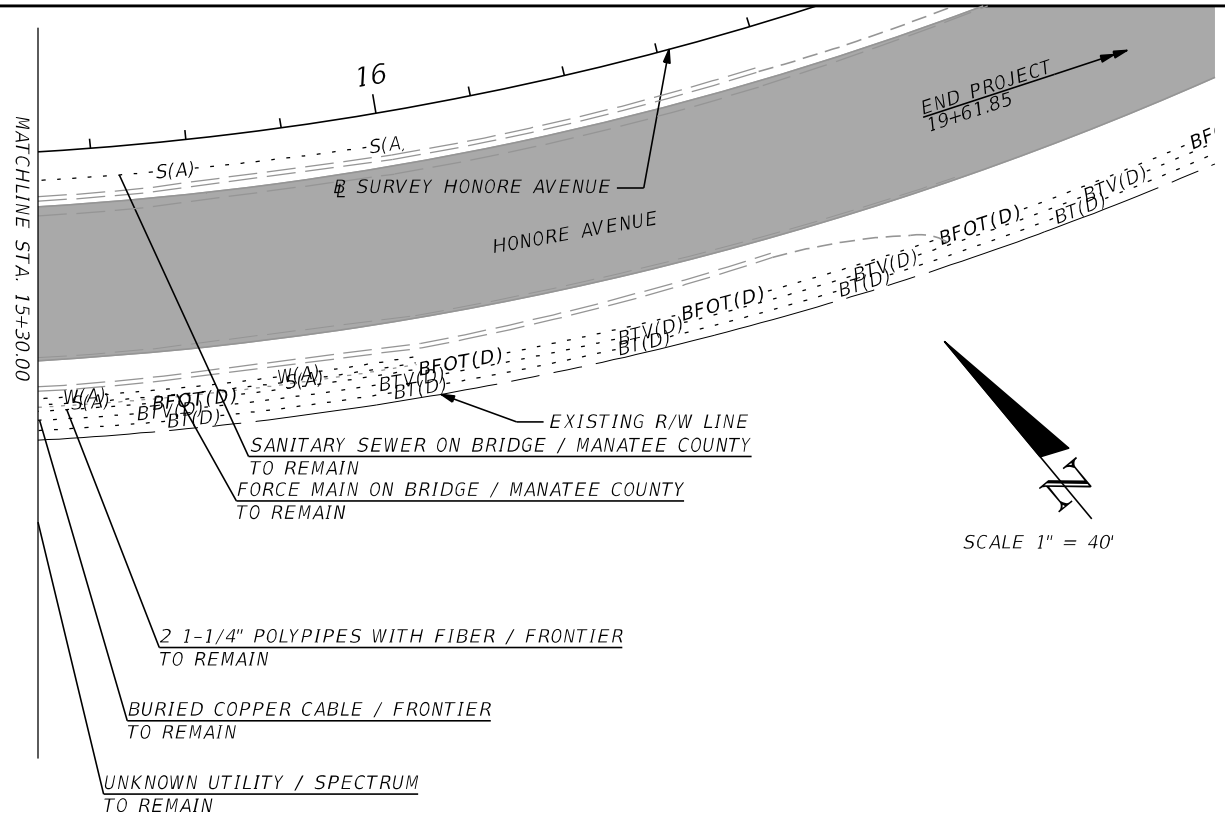 16
MATCHLINE STA. 15+30.00
S(A)
S(A)
END PROJECT
19+61.85
BL SURVEY HONORE AVENUE
HONORE AVENUE
BFO
BTV(D)
BT(D)
BFOT(D)
BTV(D)
BT(D)
BFOT(D)
BTV(D)
BT(D)
BFOT(D)
BTV(D)
BT(D)
W(A)
S(A)
W(A)
S(A)
BFOT(D)
BTV(D)
BT(D)
EXISTING R/W LINE
SANITARY SEWER ON BRIDGE / MANATEE COUNTY
TO REMAIN
FORCE MAIN ON BRIDGE / MANATEE COUNTY
TO REMAIN
N
SCALE 1" = 40'
2 1-1/4" POLYPIPES WITH FIBER / FRONTIER
TO REMAIN
BURIED COPPER CABLE / FRONTIER
TO REMAIN
UNKNOWN UTILITY / SPECTRUM
TO REMAIN